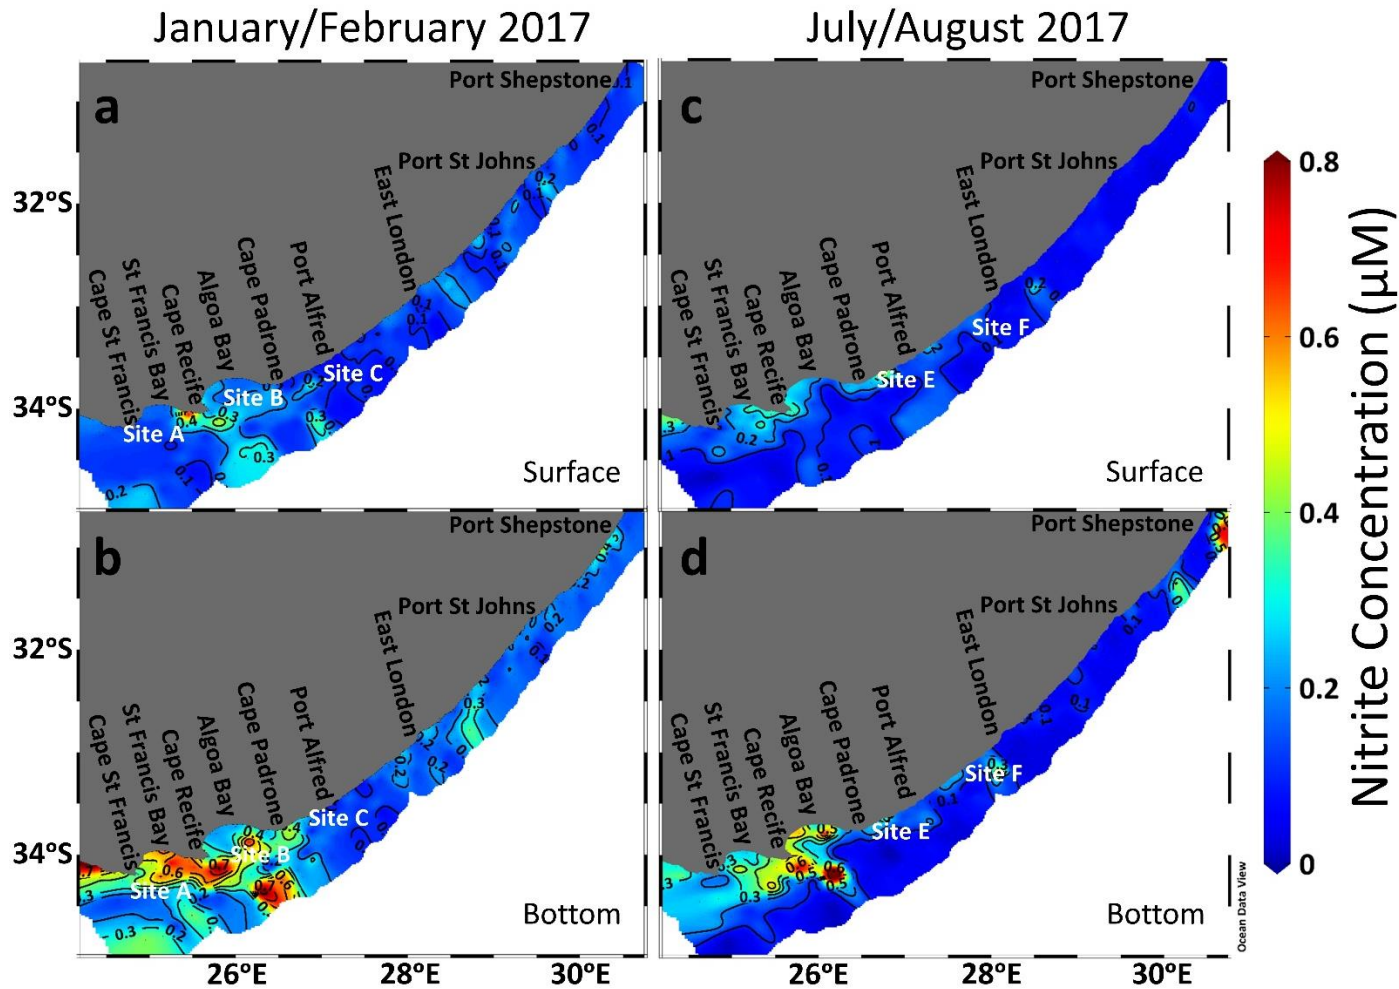 January/February 2017
July/August 2017
a
Port Shepstone
Port St Johns
East London
Port Alfred
Cape Padrone
Algoa Bay
Cape Recife
St Francis Bay
Cape St Francis
Site A
Site B
Site C
Surface
32°S
34°S
c
Port Shepstone
Port St Johns
East London
Port Alfred
Cape Padrone
Algoa Bay
Cape Recife
St Francis Bay
Cape St Francis
Site E
Site F
Surface
b
Port Shepstone
Port St Johns
East London
Port Alfred
Cape Padrone
Algoa Bay
Cape Recife
St Francis Bay
Cape St Francis
Site A
Site B
Site C
Bottom
32°S
34°S
26°E
28°E
30°E
d
Port Shepstone
Port St Johns
East London
Port Alfred
Cape Padrone
Algoa Bay
Cape Recife
St Francis Bay
Cape St Francis
Site E
Site F
Bottom
26°E
28°E
30°E
Ocean Data View
0.8
0.6
0.4
0.2
0
Nitrite Concentration (µM)